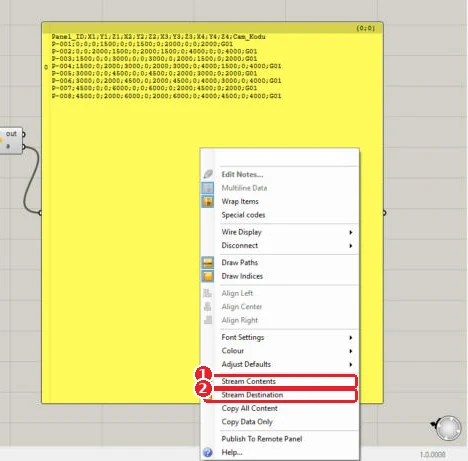 {0;0}
Panel_ID;X1;Y1;Z1;X2;Y2;Z2;X3;Y3;Z3;X4;Y4;Z4;Cam_Kodu
P-001;0;0;0;1500;0;0;1500;0;2000;0;0;2000;G01
P-002;0;0;2000;1500;0;2000;1500;0;4000;0;0;4000;G01
P-003;1500;0;0;3000;0;0;3000;0;2000;1500;0;2000;G01
0
P-004;1500;0;2000;3000;0;2000;3000;0;4000;1500;0;4000;G01
P-005;3000;0;0;4500;0;0;4500;0;2000;3000;0;2000;G01
P-006;3000;0;2000;4500;0;2000;4500;0;4000;3000;0;4000;G01
P-007;4500;0;0;6000;0;0;6000;0;2000;4500;0;2000;G01
P-008;4500;0;2000;6000;0;2000;6000;0;4000;4500;0;4000;G01
out
a
Edit Notes...
Multiline Data
Wrap Items
Special codes
Wire Display
Disconnect
Draw Paths
Draw Indices
Align Left
Align Center
Align Right
Font Settings
Colour
Adjust Defaults
1
Stream Contents
2
Stream Destination
Copy All Content
Copy Data Only
Publish To Remote Panel
Help...
1.0.0008